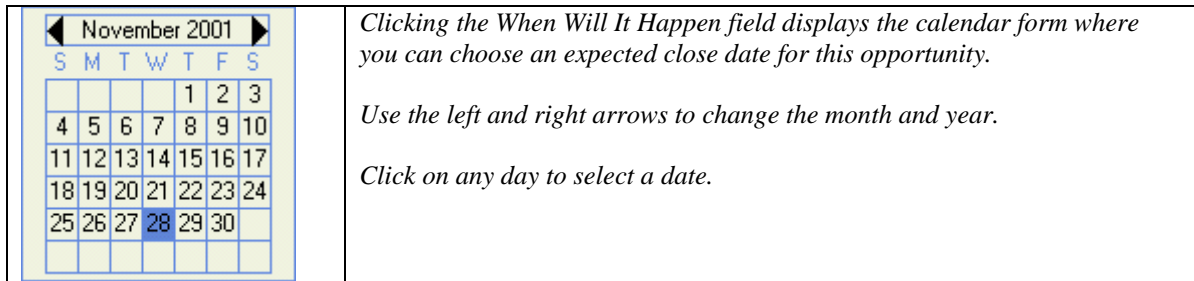 November 2001
S M T W T F S
1 2 3
4 5 6 7 8 9 10
11 12 13 14 15 16 17
18 19 20 21 22 23 24
25 26 27 28 29 30
Clicking the When Will It Happen field displays the calendar form where
you can choose an expected close date for this opportunity.
Use the left and right arrows to change the month and year.
Click on any day to select a date.